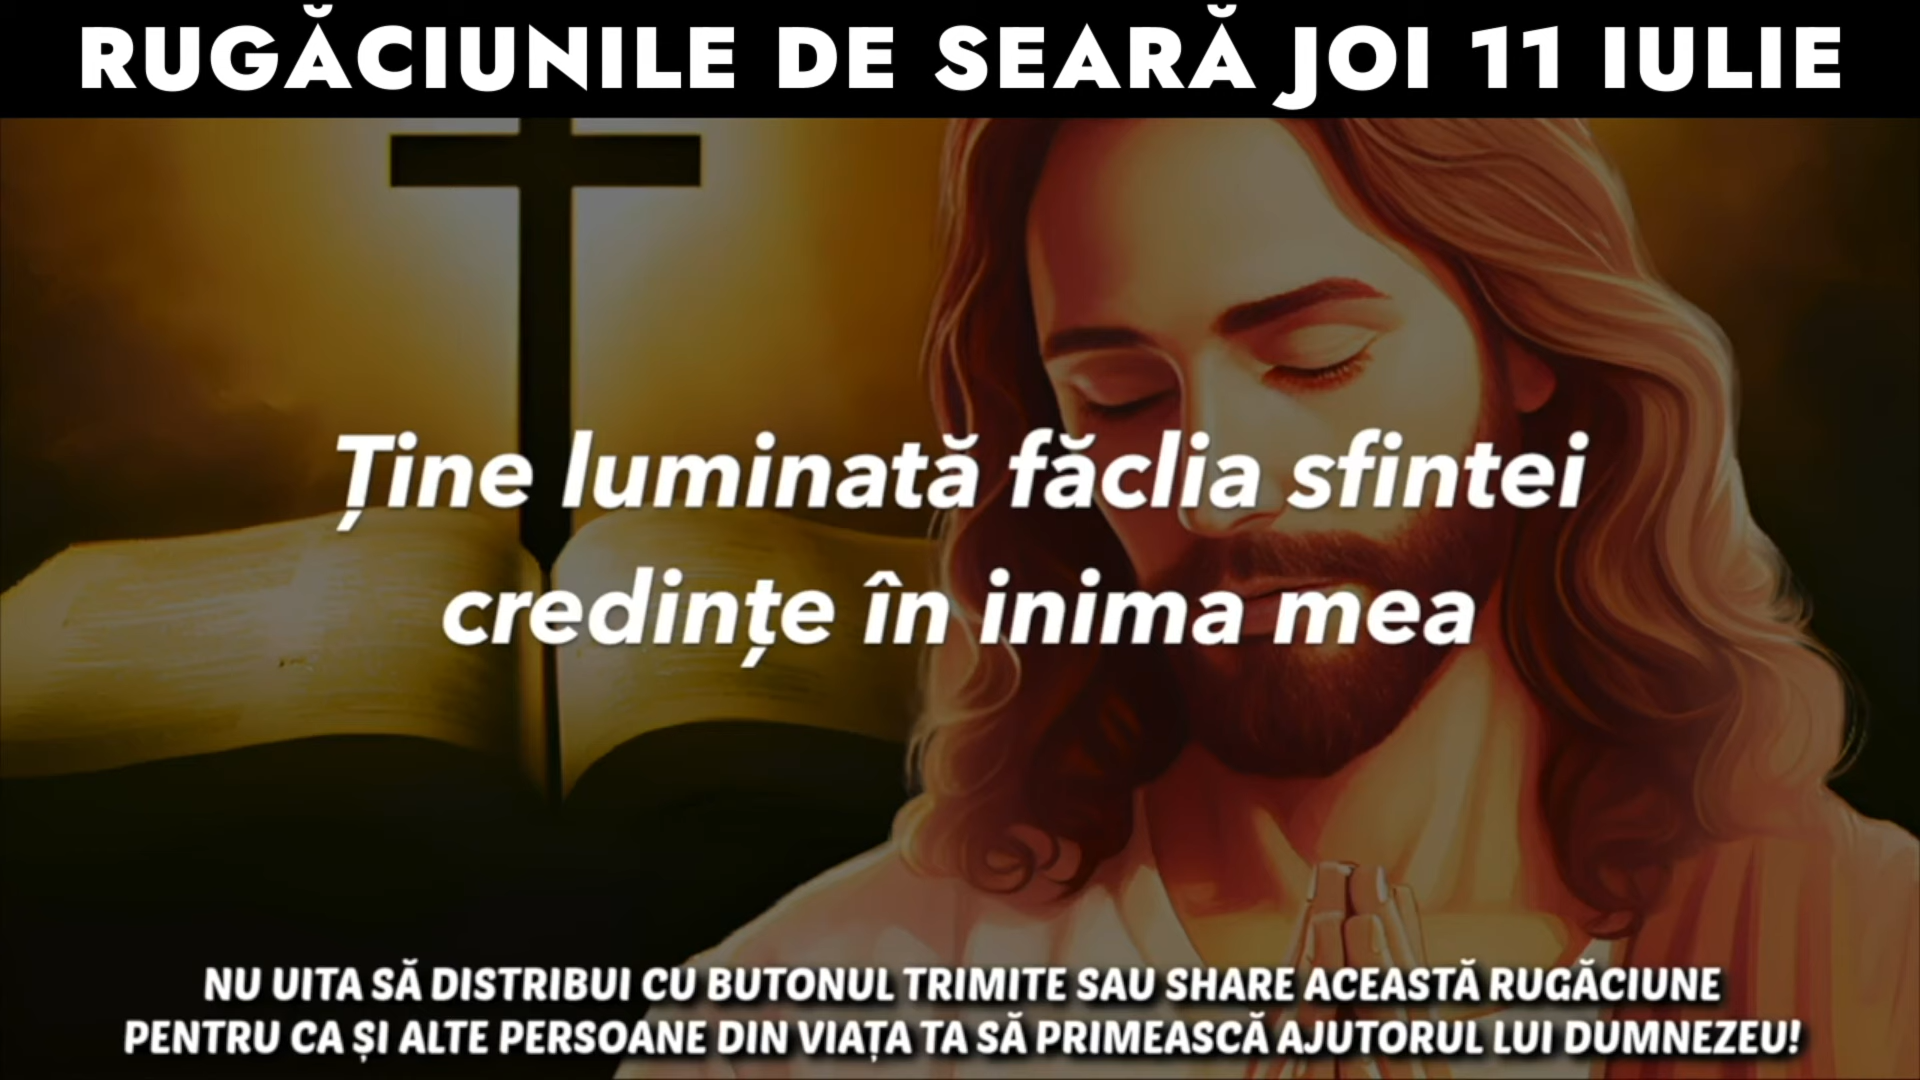 RUGĂCIUNILE DE SEARĂ JOI 11 IULIE
Ține luminată făclia sfintei
credințe în inima mea
NU UITA SĂ DISTRIBUI CU BUTONUL TRIMITE SAU SHARE ACEASTĂ RUGĂCIUNE
PENTRU CA ȘI ALTE PERSOANE DIN VIAȚA TA SĂ PRIMEASCĂ AJUTORUL LUI DUMNEZEU!